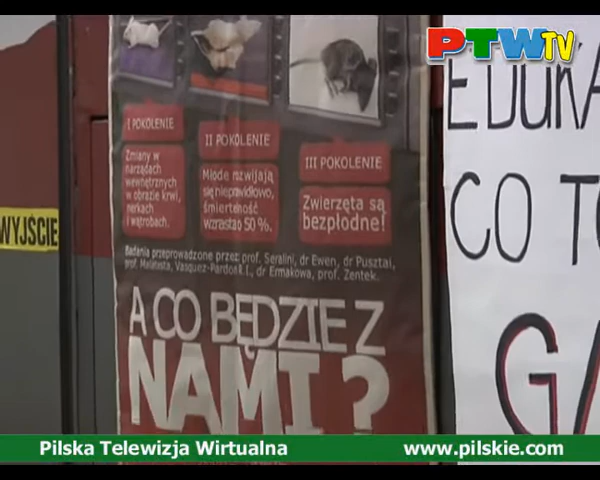 PTWTV
EDUKA
I POKOLENIE
II POKOLENIE
III POKOLENIE
Zmiany w
narządach
wewnętrznych
w obrazie krwi,
nerkach
i wątrobach.
Młode rozwijają
się nieprawidłowo,
śmiertelność
wzrasta o 50 %.
Zwierzęta są
bezpłodne!
CO TO
WYJŚCIE
Badania przeprowadzone przez prof. Seralini, dr Ewen, dr Pusztai,
prof. Malatesta, Vasquez-Pardon, dr Ermakowa, prof. Zentek.
A CO BĘDZIE Z
NAMI ?
GA
Pilska Telewizja Wirtualna
www.pilskie.com